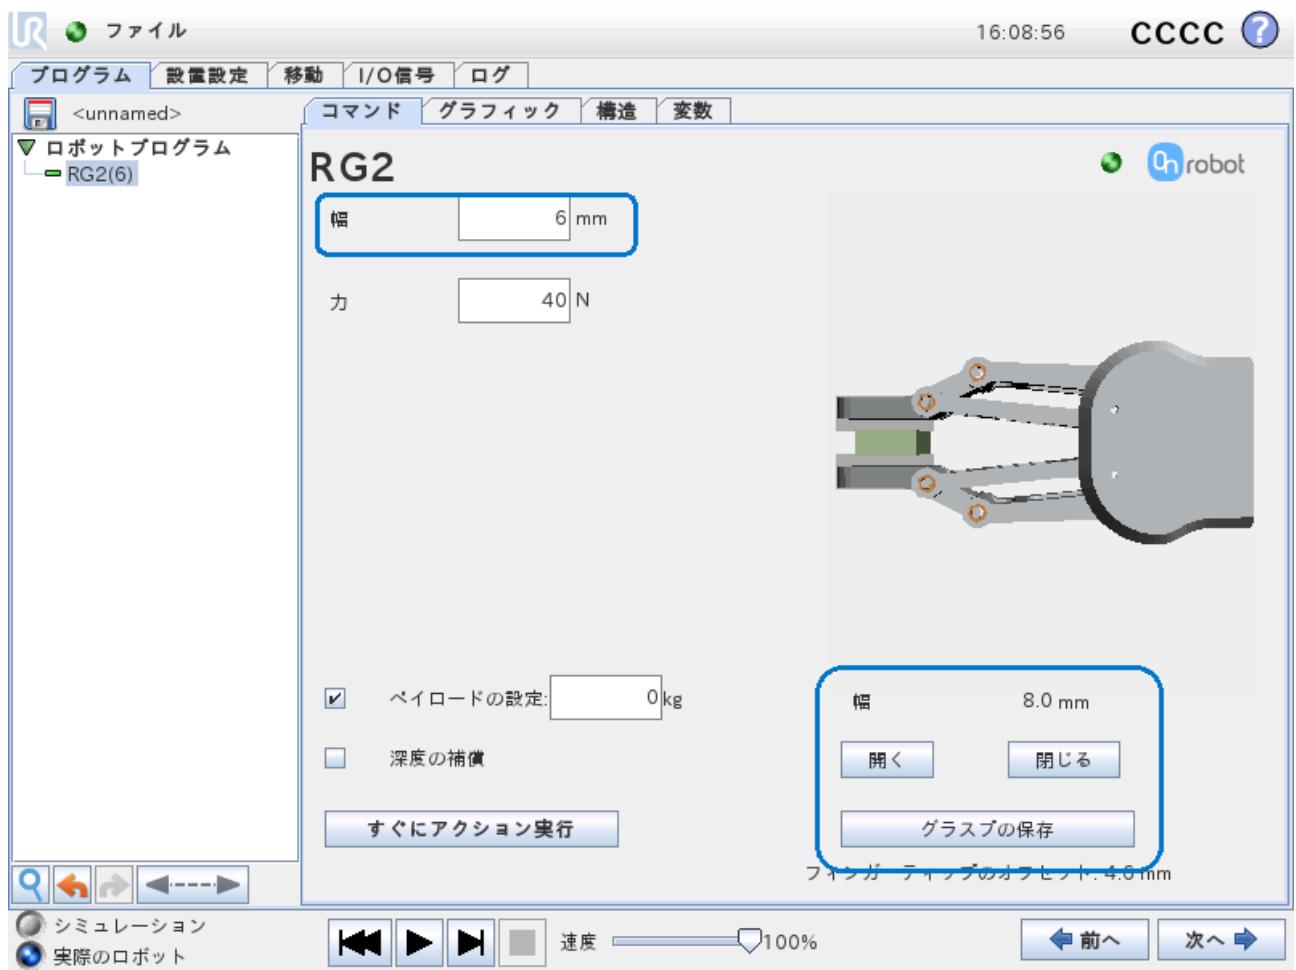 UR ファイル 16:08:56 CCCC ?
プログラム 設置設定 移動 I/O信号 ログ
<unnamed> コマンド グラフィック 構造 変数
ロボットプログラム
RG2(6)
RG2
On robot
幅 6 mm
力 40 N
ペイロードの設定: 0 kg
深度の補償
すぐにアクション実行
幅 8.0 mm
開く 閉じる
グラスプの保存
フィンガーティップのオフセット: 4.6 mm
シミュレーション
実際のロボット
速度 100%
前へ 次へ